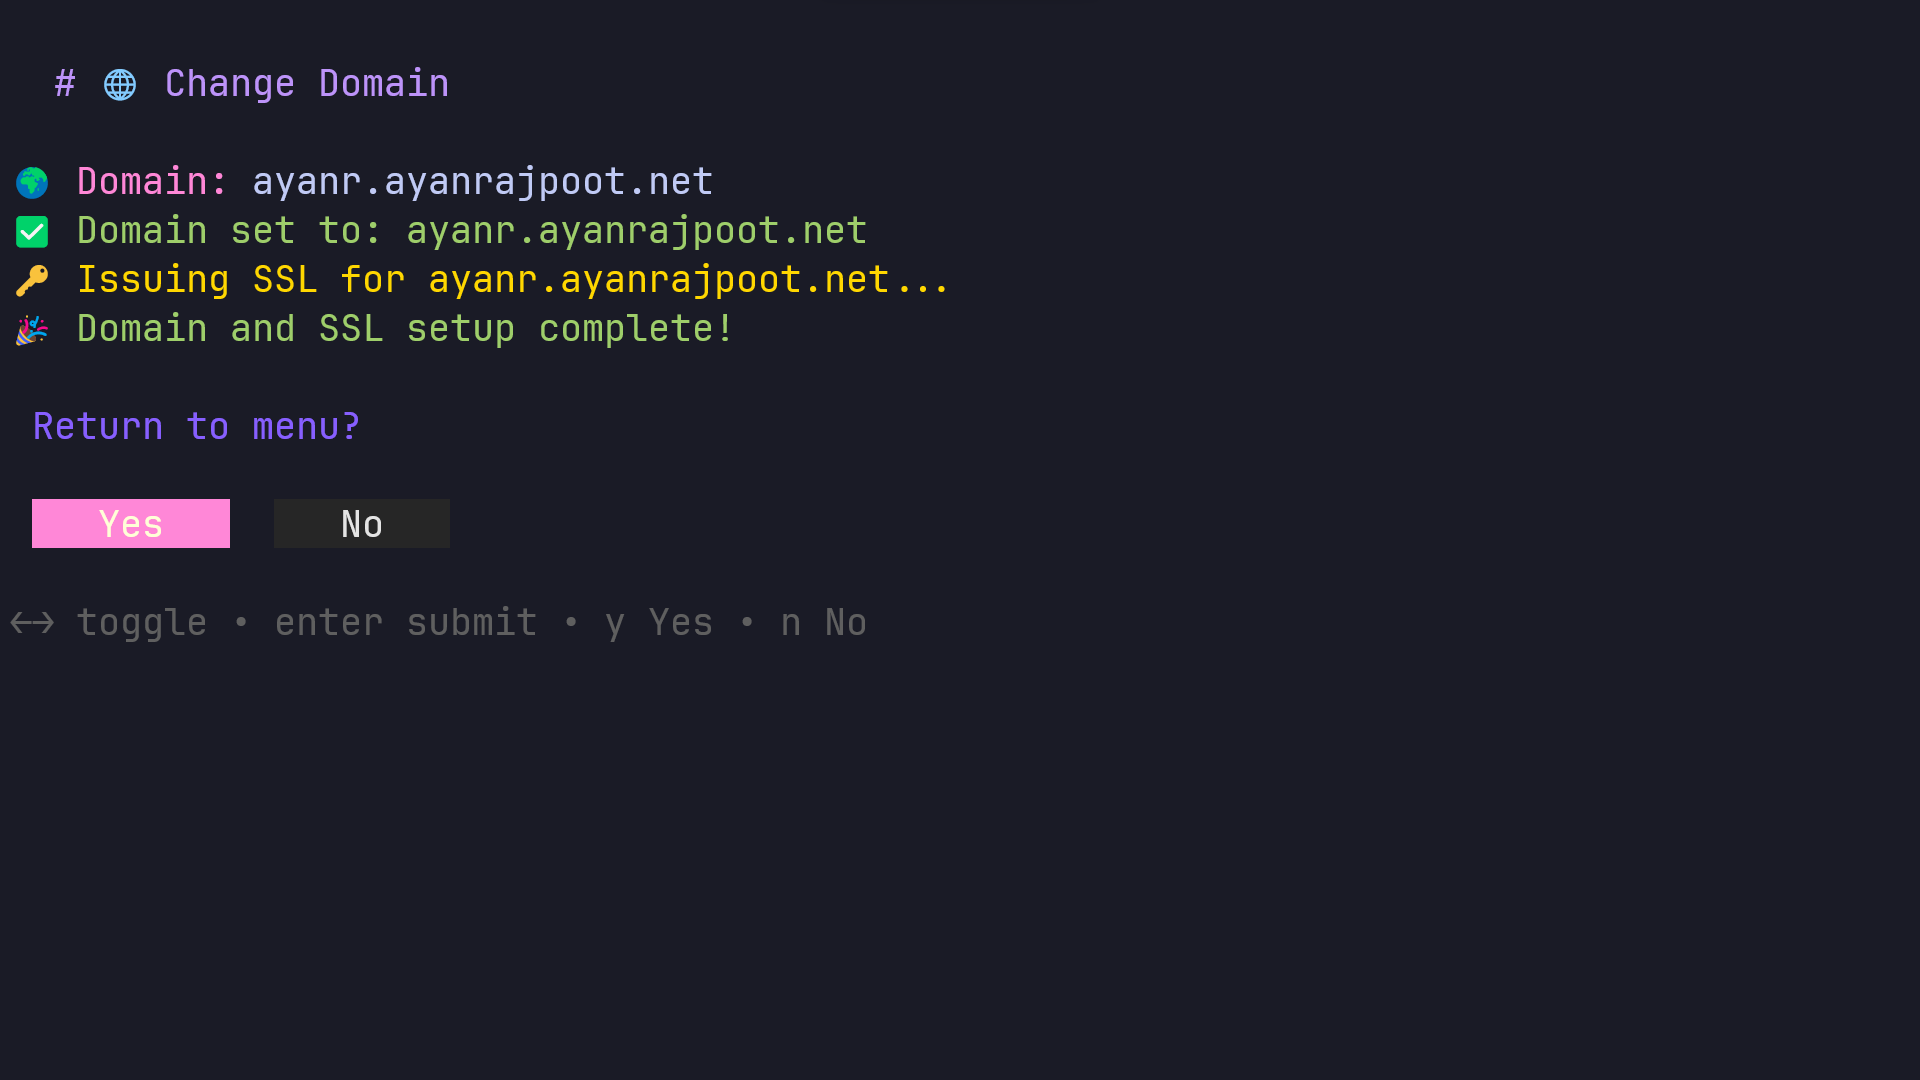 # 🌐 Change Domain
🌍 Domain: ayanr.ayanrajpoot.net
✅ Domain set to: ayanr.ayanrajpoot.net
🔑 Issuing SSL for ayanr.ayanrajpoot.net...
🎉 Domain and SSL setup complete!
Return to menu?
Yes No
←→ toggle • enter submit • y Yes • n No